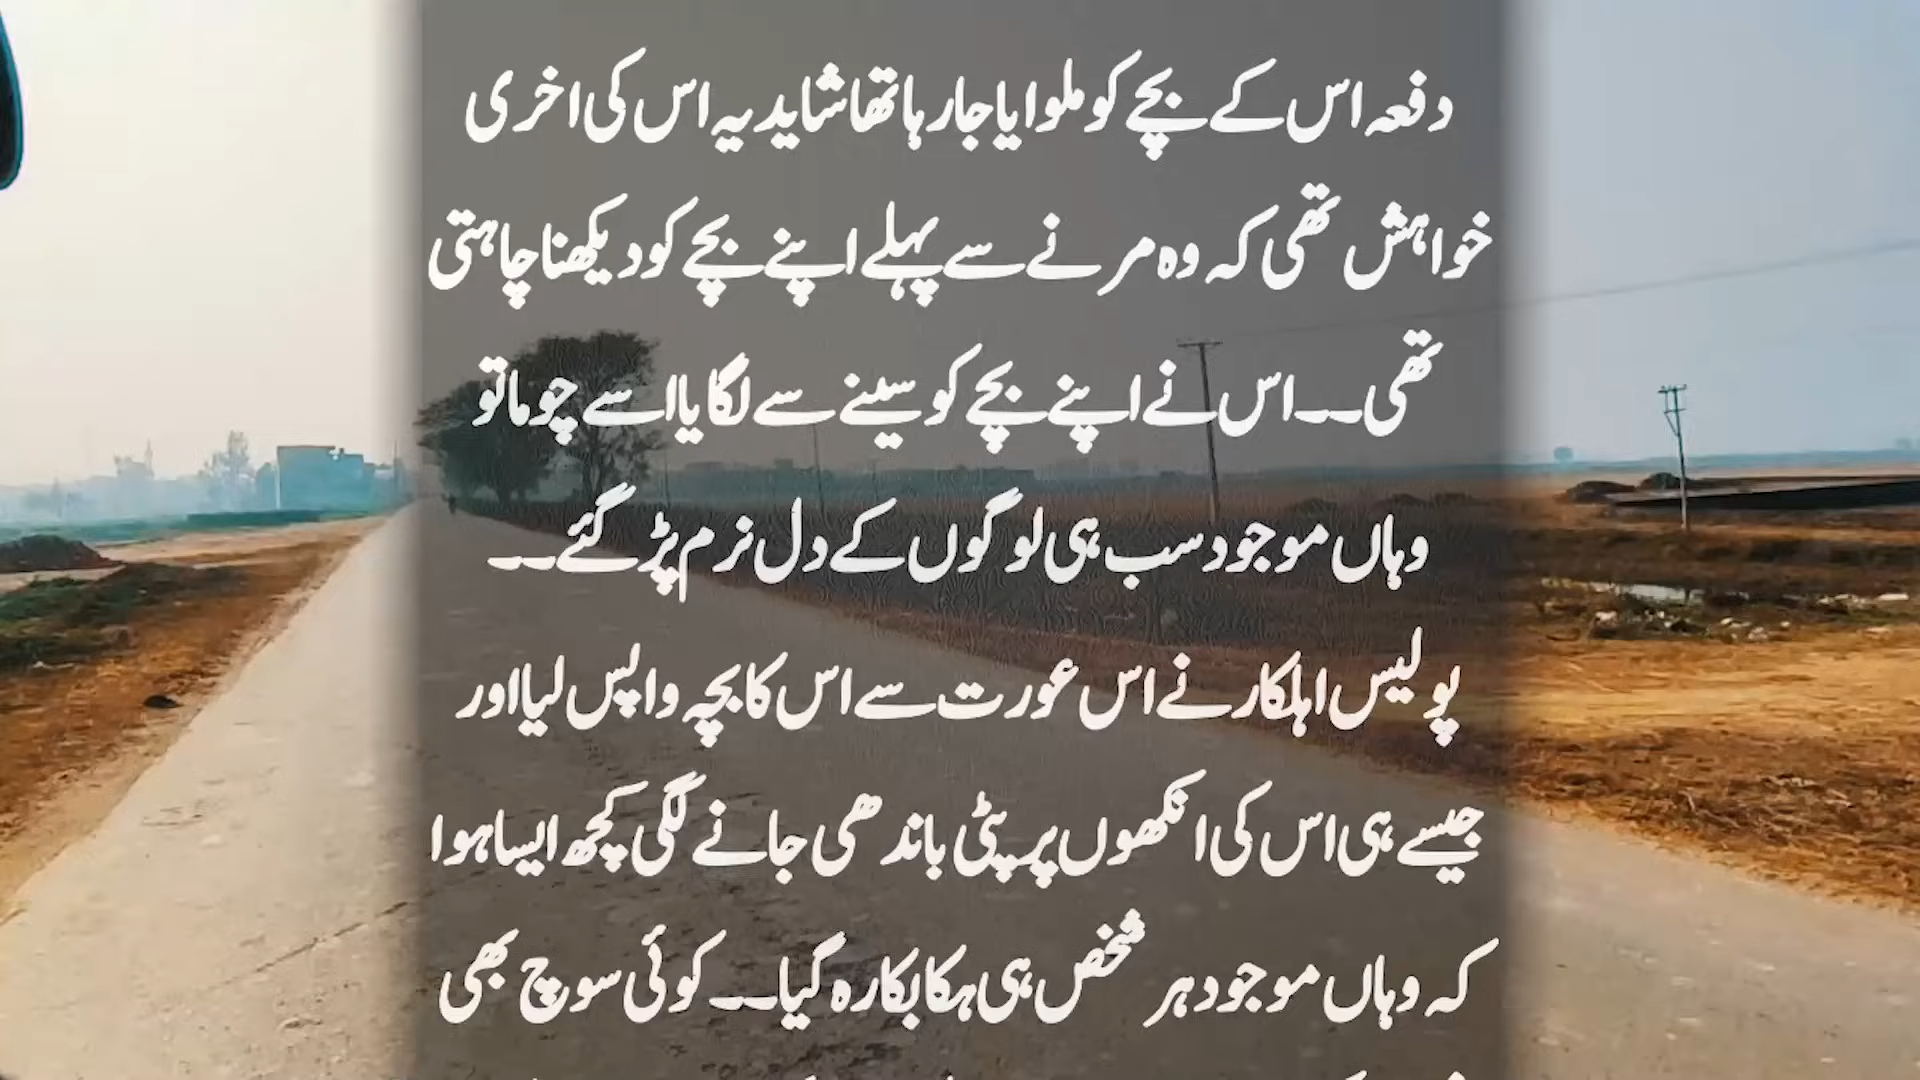 دفعہ اس کے بچے کو ملوایا جا رہا تھا شاید یہ اس کی اخری
خواہش تھی کہ وہ مرنے سے پہلے اپنے بچے کو دیکھنا چاہتی
تھی۔۔ اس نے اپنے بچے کو سینے سے لگایا اسے چوما تو
وہاں موجود سب ہی لوگوں کے دل نرم پڑ گئے۔۔
پولیس اہلکار نے اس عورت سے اس کا بچہ واپس لیا اور
جیسے ہی اس کی انکھوں پر پٹی باندھی جانے لگی کچھ ایسا ہوا
کہ وہاں موجود ہر شخص ہی ہکا بکا رہ گیا۔۔ کوئی سوچ بھی